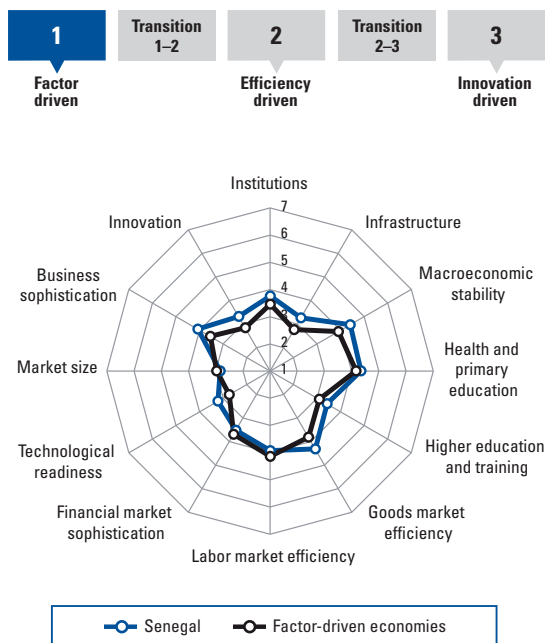 1
Transition
1–2
2
Transition
2–3
3
Factor
driven
Efficiency
driven
Innovation
driven
Institutions
7
Innovation
Infrastructure
6
5
Business
sophistication
Macroeconomic
stability
4
3
2
Market size
1
Health and
primary
education
Technological
readiness
Higher education
and training
Financial market
sophistication
Goods market
efficiency
Labor market efficiency
Senegal
Factor-driven economies